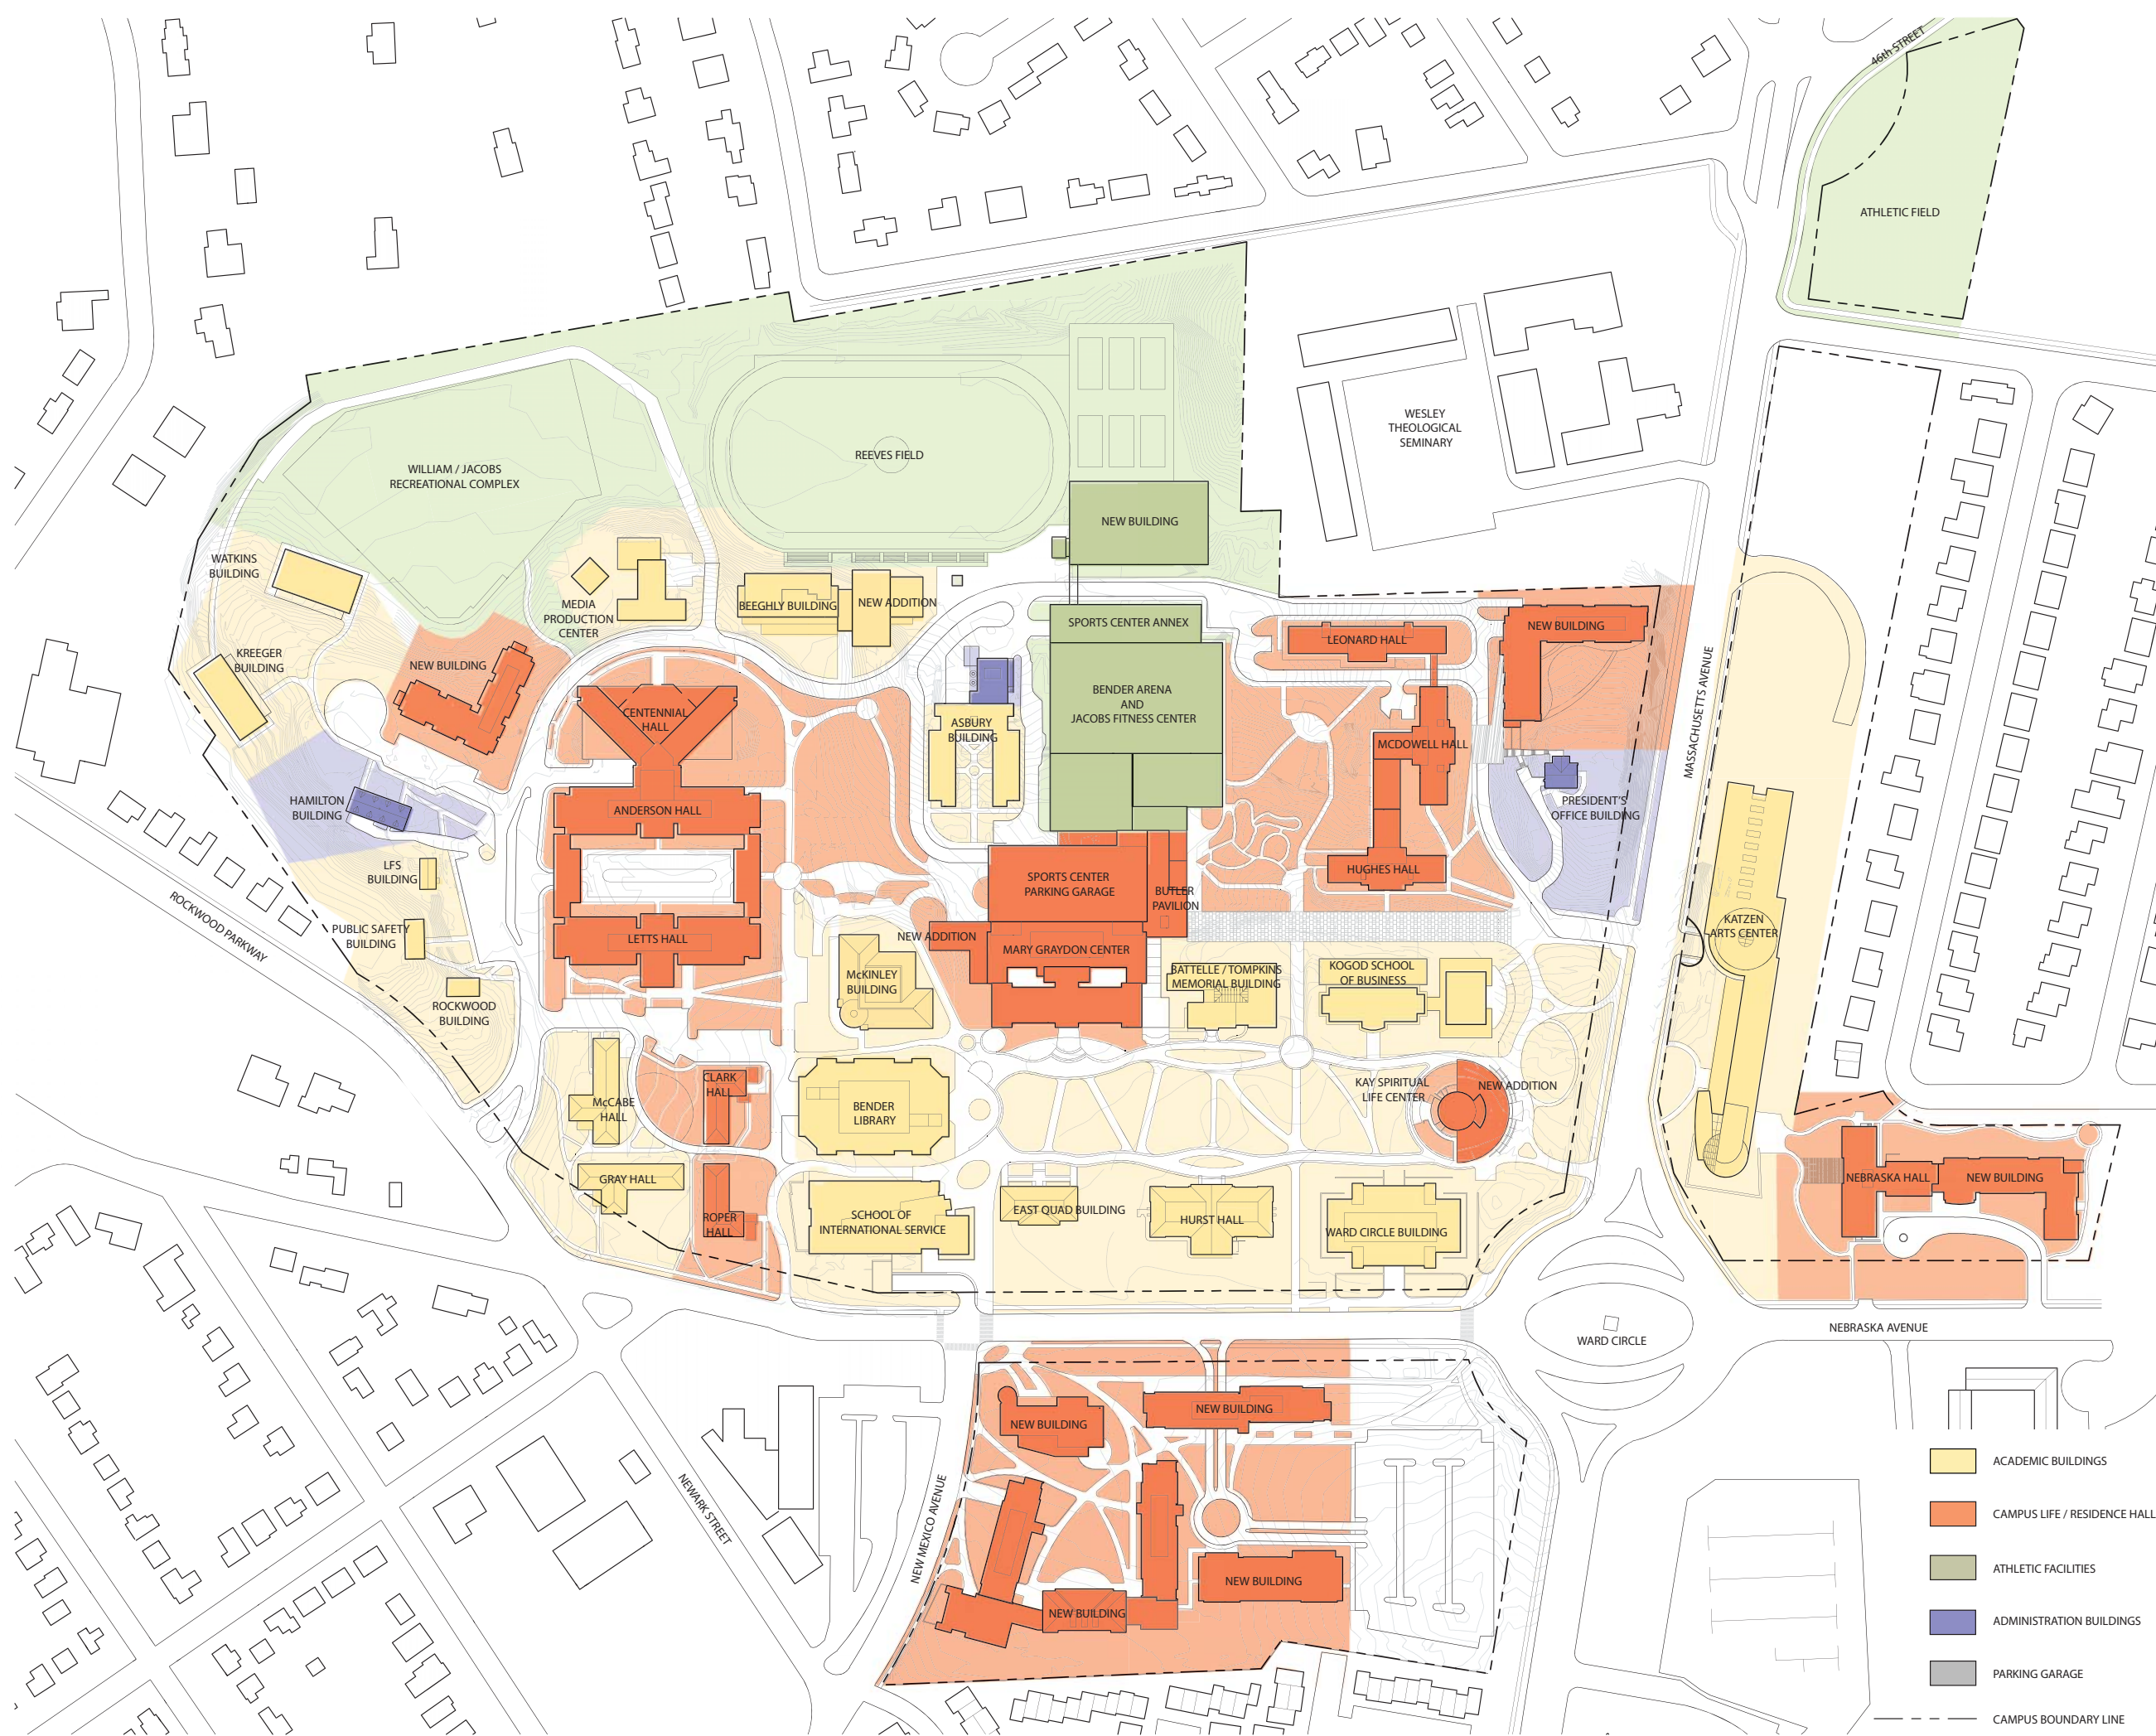 46th STREET
ATHLETIC FIELD
WESLEY
THEOLOGICAL
SEMINARY
REEVES FIELD
WILLIAM / JACOBS
RECREATIONAL COMPLEX
NEW BUILDING
WATKINS
BUILDING
MEDIA
PRODUCTION
CENTER
BEEGHLY BUILDING
NEW ADDITION
SPORTS CENTER ANNEX
LEONARD HALL
NEW BUILDING
KREEGER
BUILDING
NEW BUILDING
MASSACHUSETTS AVENUE
CENTENNIAL
HALL
ASBURY
BUILDING
BENDER ARENA
AND
JACOBS FITNESS CENTER
MCDOWELL HALL
HAMILTON
BUILDING
ANDERSON HALL
PRESIDENT'S
OFFICE BUILDING
LFS
BUILDING
SPORTS CENTER
PARKING GARAGE
BUTLER
PAVILION
HUGHES HALL
ROCKWOOD PARKWAY
PUBLIC SAFETY
BUILDING
LETTS HALL
NEW ADDITION
MARY GRAYDON CENTER
KATZEN
ARTS CENTER
McKINLEY
BUILDING
BATTELLE / TOMPKINS
MEMORIAL BUILDING
KOGOD SCHOOL
OF BUSINESS
ROCKWOOD
BUILDING
CLARK
HALL
McCABE
HALL
BENDER
LIBRARY
KAY SPIRITUAL
LIFE CENTER
NEW ADDITION
GRAY HALL
ROPER
HALL
SCHOOL OF
INTERNATIONAL SERVICE
EAST QUAD BUILDING
HURST HALL
WARD CIRCLE BUILDING
NEBRASKA HALL
NEW BUILDING
WARD CIRCLE
NEBRASKA AVENUE
NEW BUILDING
NEW BUILDING
NEWARK STREET
NEW MEXICO AVENUE
NEW BUILDING
NEW BUILDING
ACADEMIC BUILDINGS
CAMPUS LIFE / RESIDENCE HALL
ATHLETIC FACILITIES
ADMINISTRATION BUILDINGS
PARKING GARAGE
CAMPUS BOUNDARY LINE